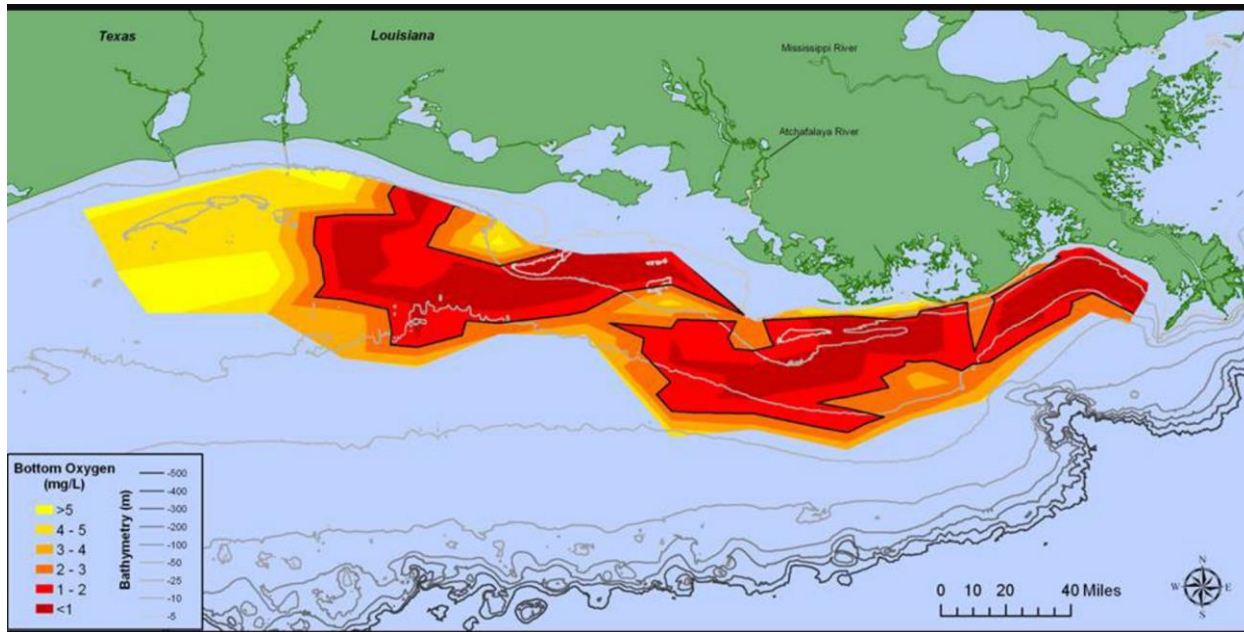 Texas
Louisiana
Mississippi River
Atchafalaya River
Bottom Oxygen
(mg/L)
>5
4 - 5
3 - 4
2 - 3
1 - 2
<1
Bathymetry (m)
-500
-400
-300
-200
-100
-50
-25
-10
-5
0 10 20 40 Miles
N
W E
S